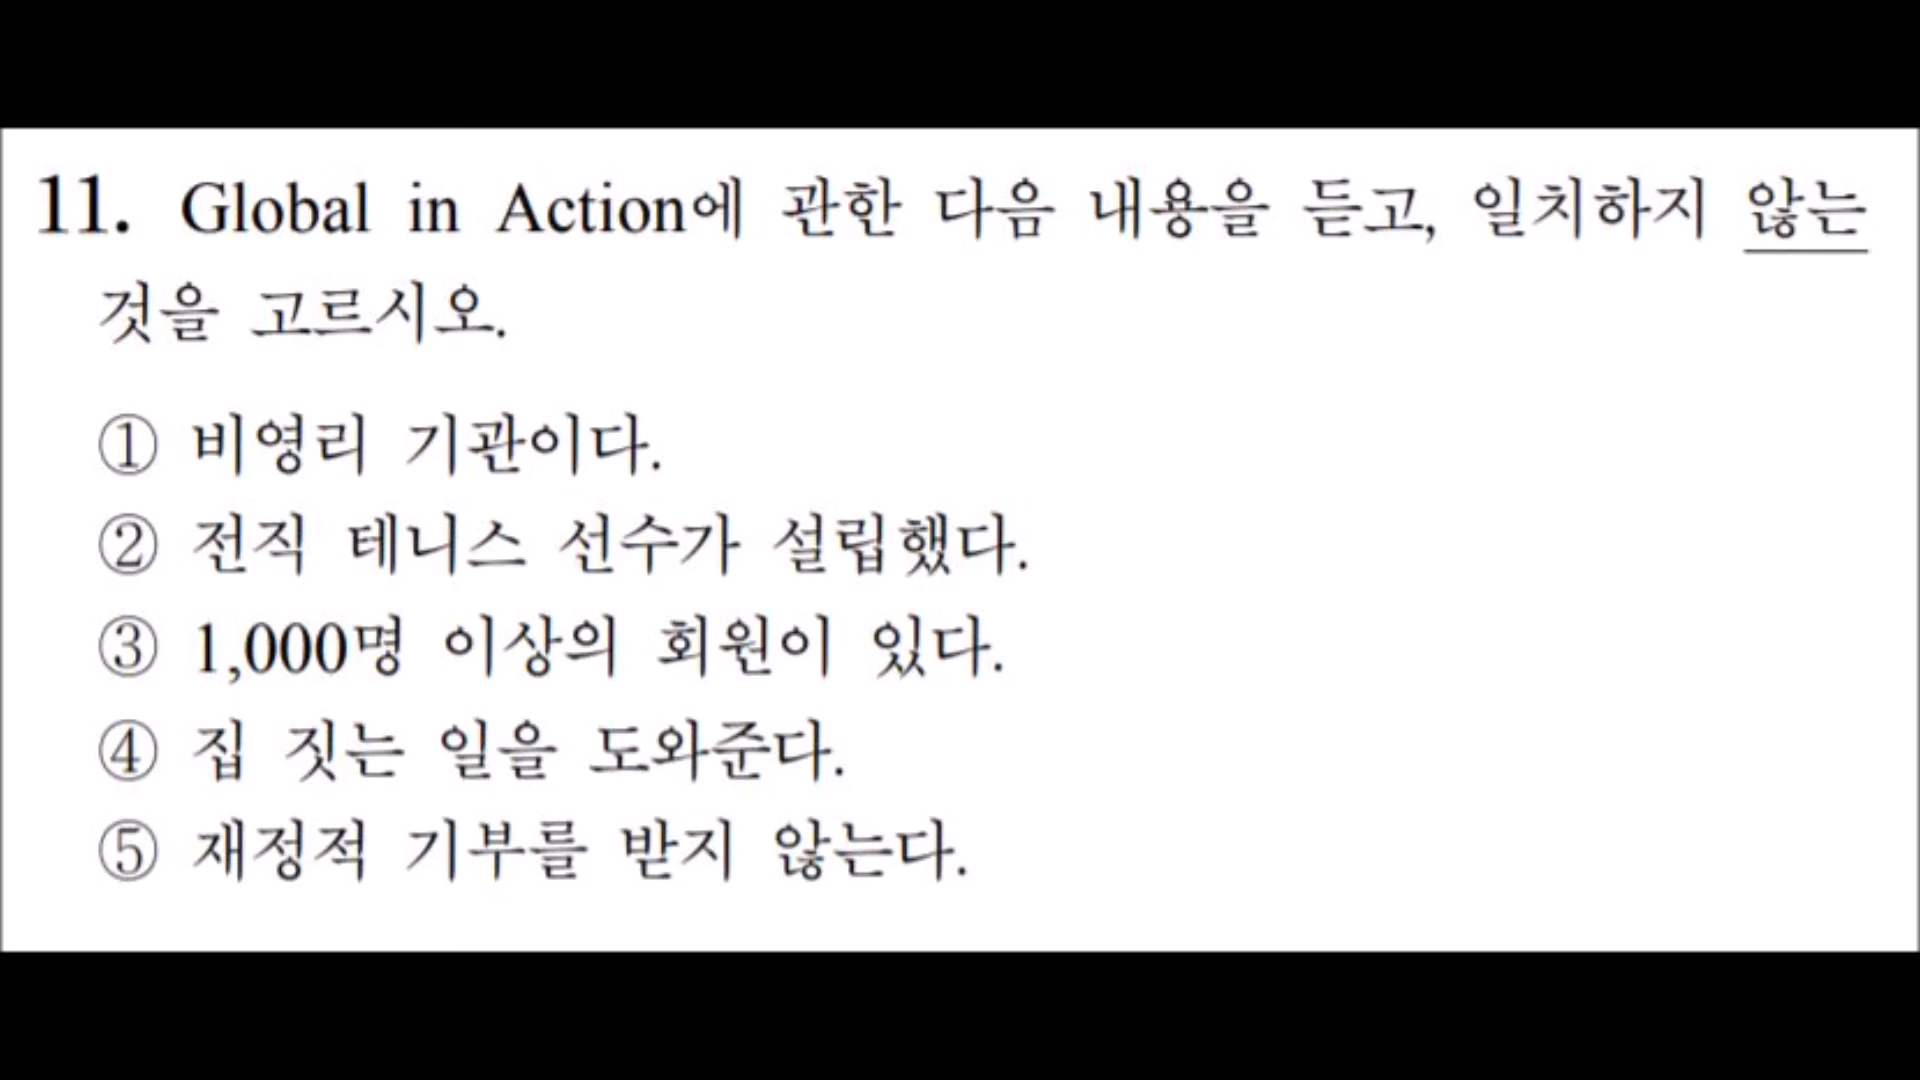 11. Global in Action에 관한 다음 내용을 듣고, 일치하지 않는
것을 고르시오.
① 비영리 기관이다.
② 전직 테니스 선수가 설립했다.
③ 1,000명 이상의 회원이 있다.
④ 집 짓는 일을 도와준다.
⑤ 재정적 기부를 받지 않는다.